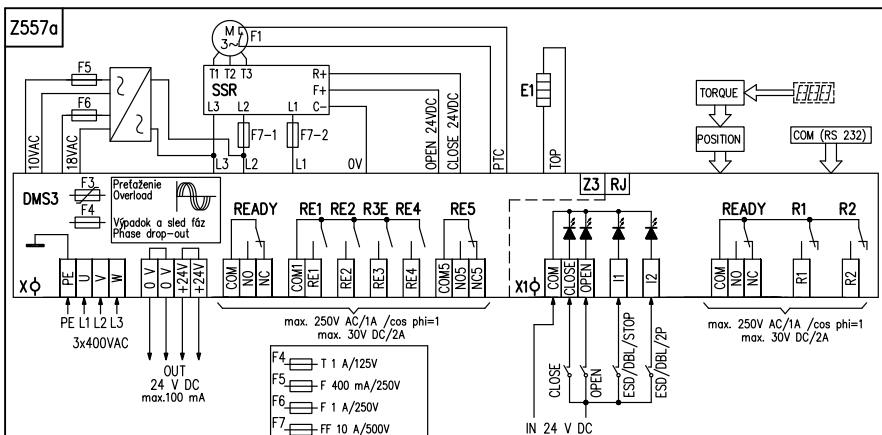 Z557a
F5
F6
10VAC
18VAC
M
3~
F1
T1 T2 T3
SSR
R+
F+
C–
L3 L2 L1
F7-1
F7-2
L3
L2
L1
0V
OPEN 24VDC
CLOSE 24VDC
PTC
E1
TOP
TORQUE
POSITION
COM (RS 232)
DMS3
F3
F4
Preťaženie
Overload
Výpadok a sled fáz
Phase drop-out
Z3 RJ
READY
RE1 RE2 R3E RE4
RE5
READY
R1 R2
X
PE U V W
0 V
0 V
+24V
+24V
COM
NO
NC
COM1
RE1
RE2
RE3
RE4
COM5
NO5
NC5
X1
COM
CLOSE
OPEN
I1
I2
COM
NO
NC
R1
R2
PE L1 L2 L3
3x400VAC
OUT
24 V DC
max.100 mA
max. 250V AC/1A /cos phi=1
max. 30V DC/2A
F4 T 1 A/125V
F5 F 400 mA/250V
F6 F 1 A/250V
F7 FF 10 A/500V
CLOSE
OPEN
ESD/DBL/STOP
ESD/DBL/2P
IN 24 V DC
max. 250V AC/1A /cos phi=1
max. 30V DC/2A